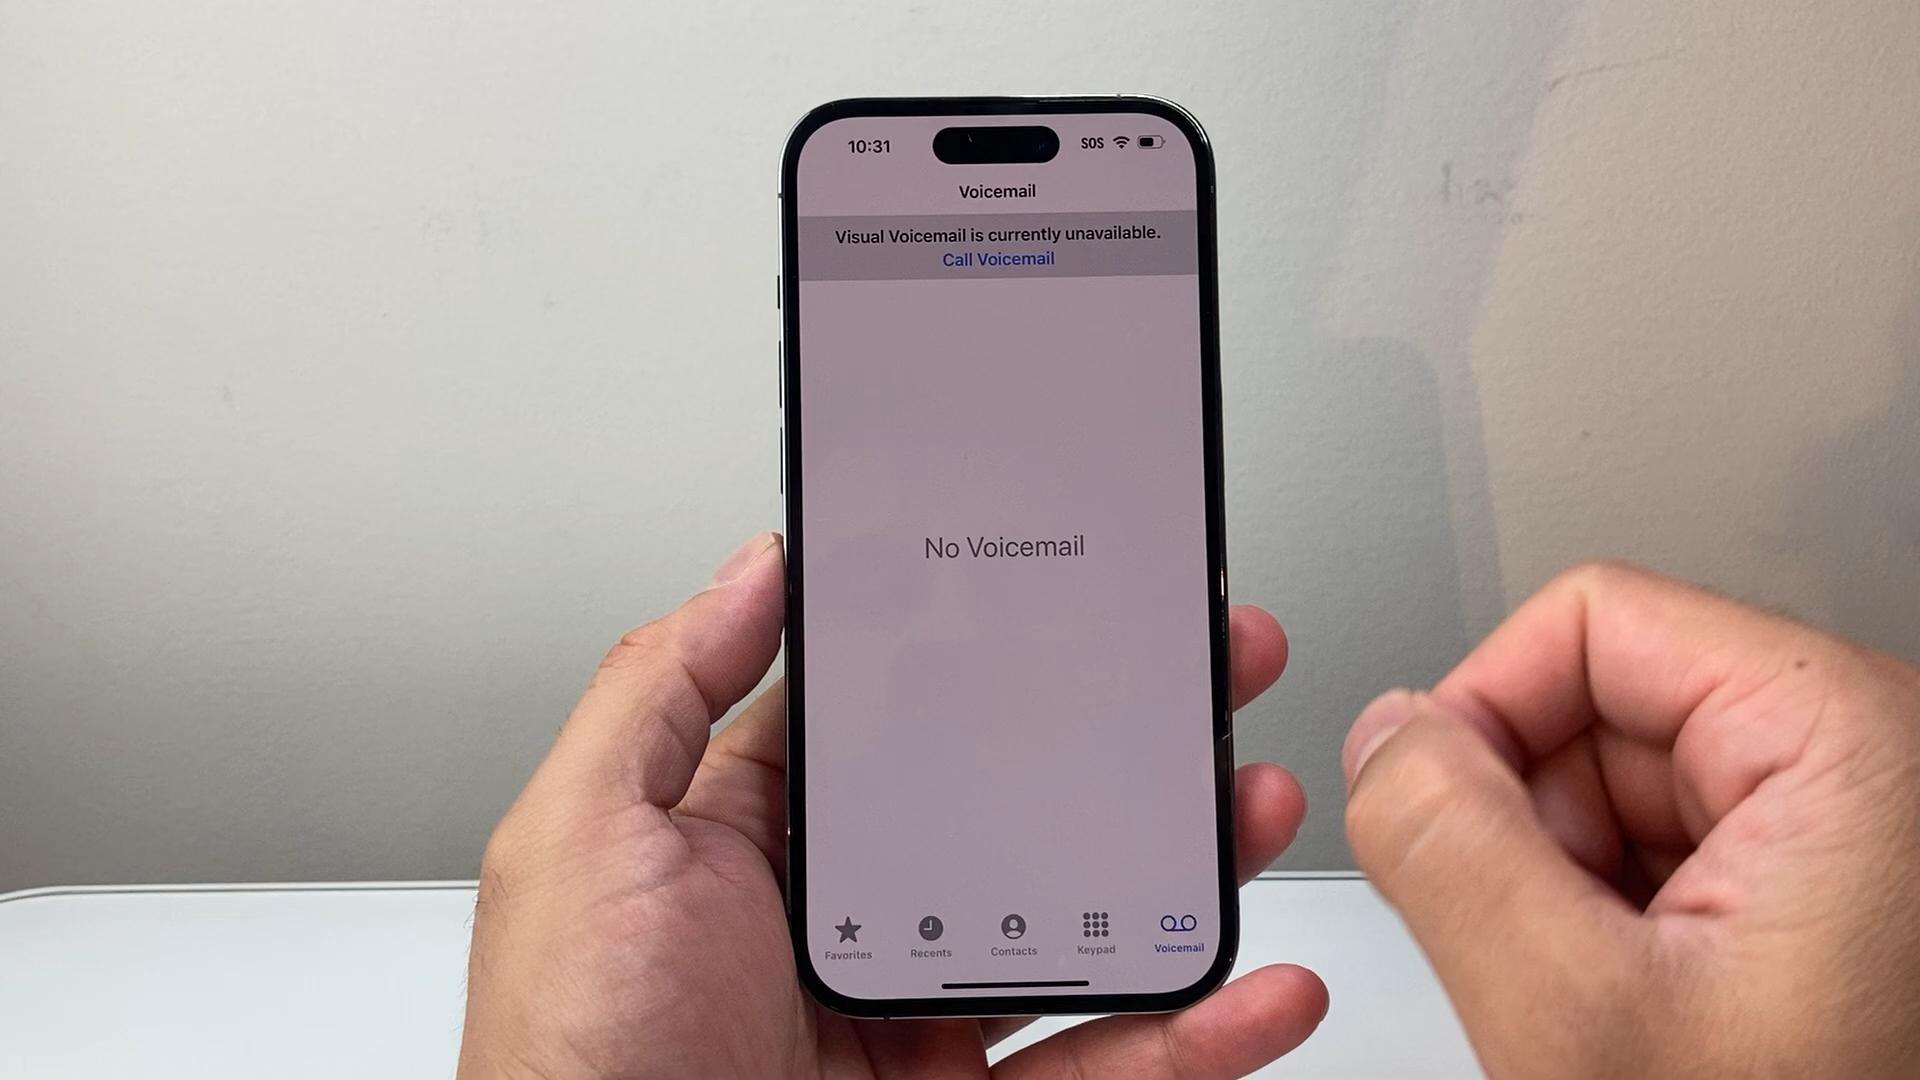 10:31 SOS
Voicemail
Visual Voicemail is currently unavailable.
Call Voicemail
No Voicemail
Favorites Recents Contacts Keypad Voicemail